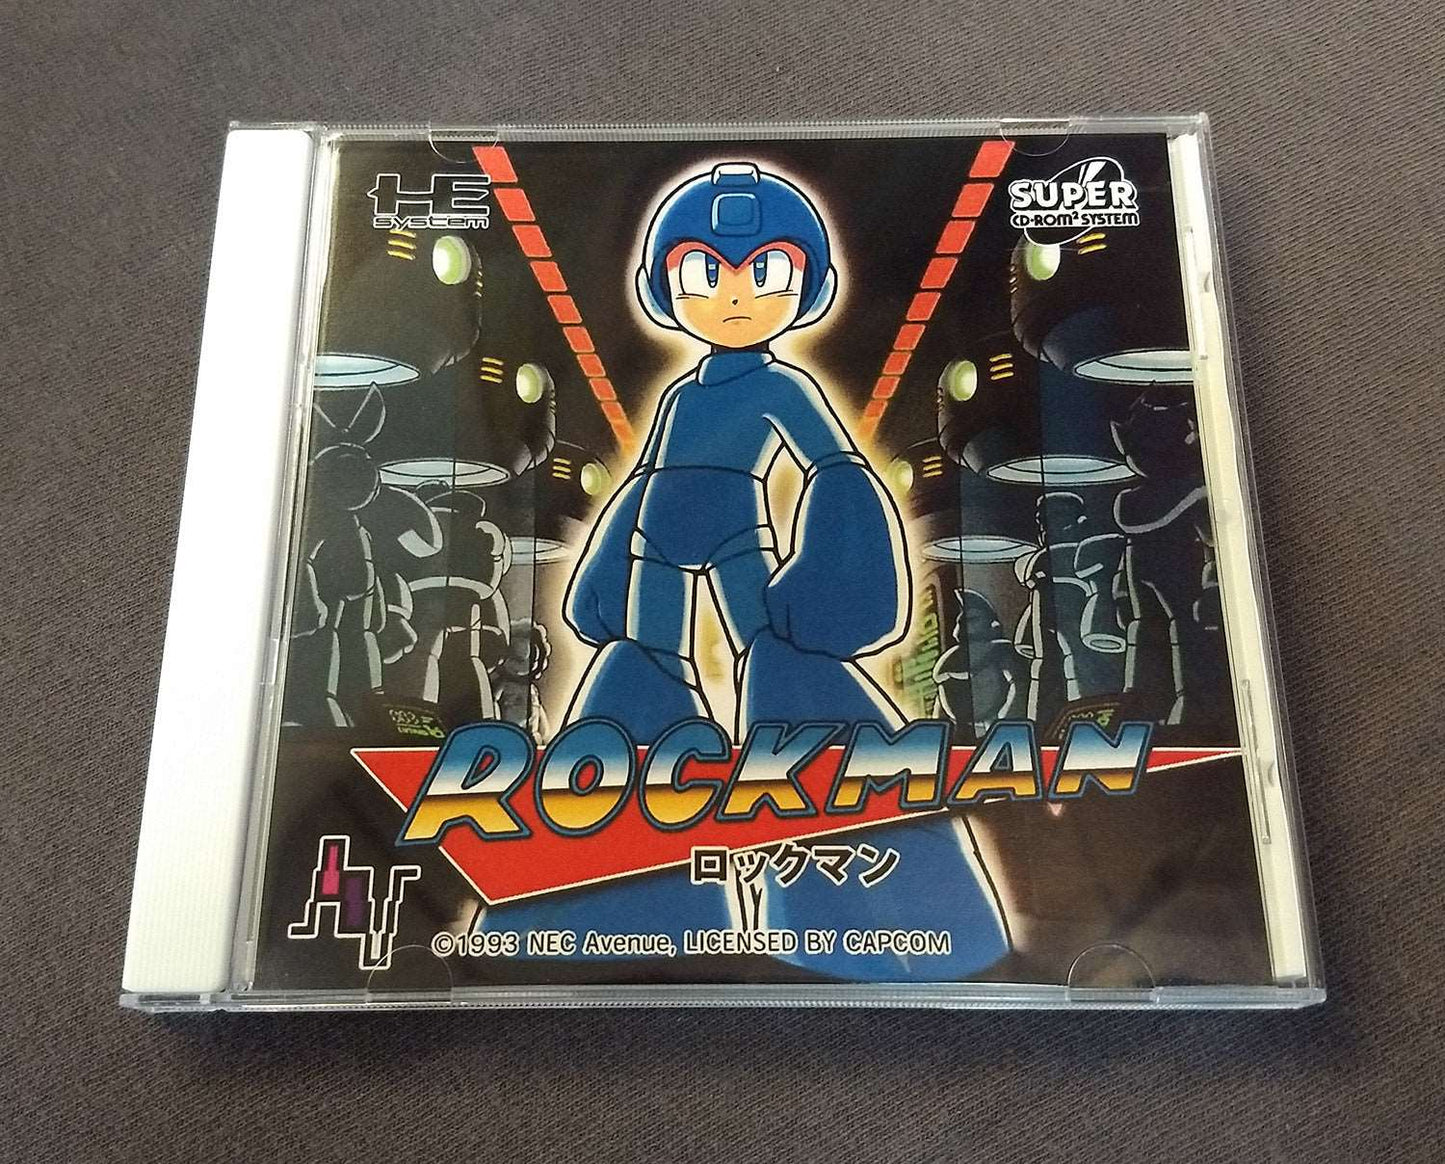 HE
system
SUPER
CD-ROM² SYSTEM
ROCKMAN
ロックマン
©1993 NEC Avenue, LICENSED BY CAPCOM